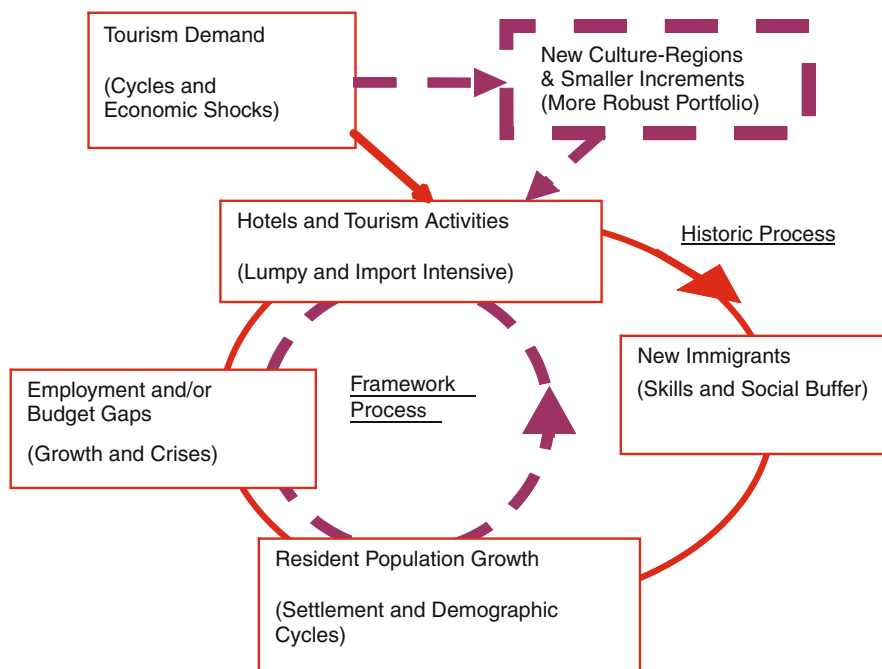 Tourism Demand
(Cycles and
Economic Shocks)
New Culture-Regions
& Smaller Increments
(More Robust Portfolio)
Hotels and Tourism Activities
(Lumpy and Import Intensive)
Historic Process
New Immigrants
(Skills and Social Buffer)
Employment and/or
Budget Gaps
(Growth and Crises)
Framework
Process
Resident Population Growth
(Settlement and Demographic
Cycles)